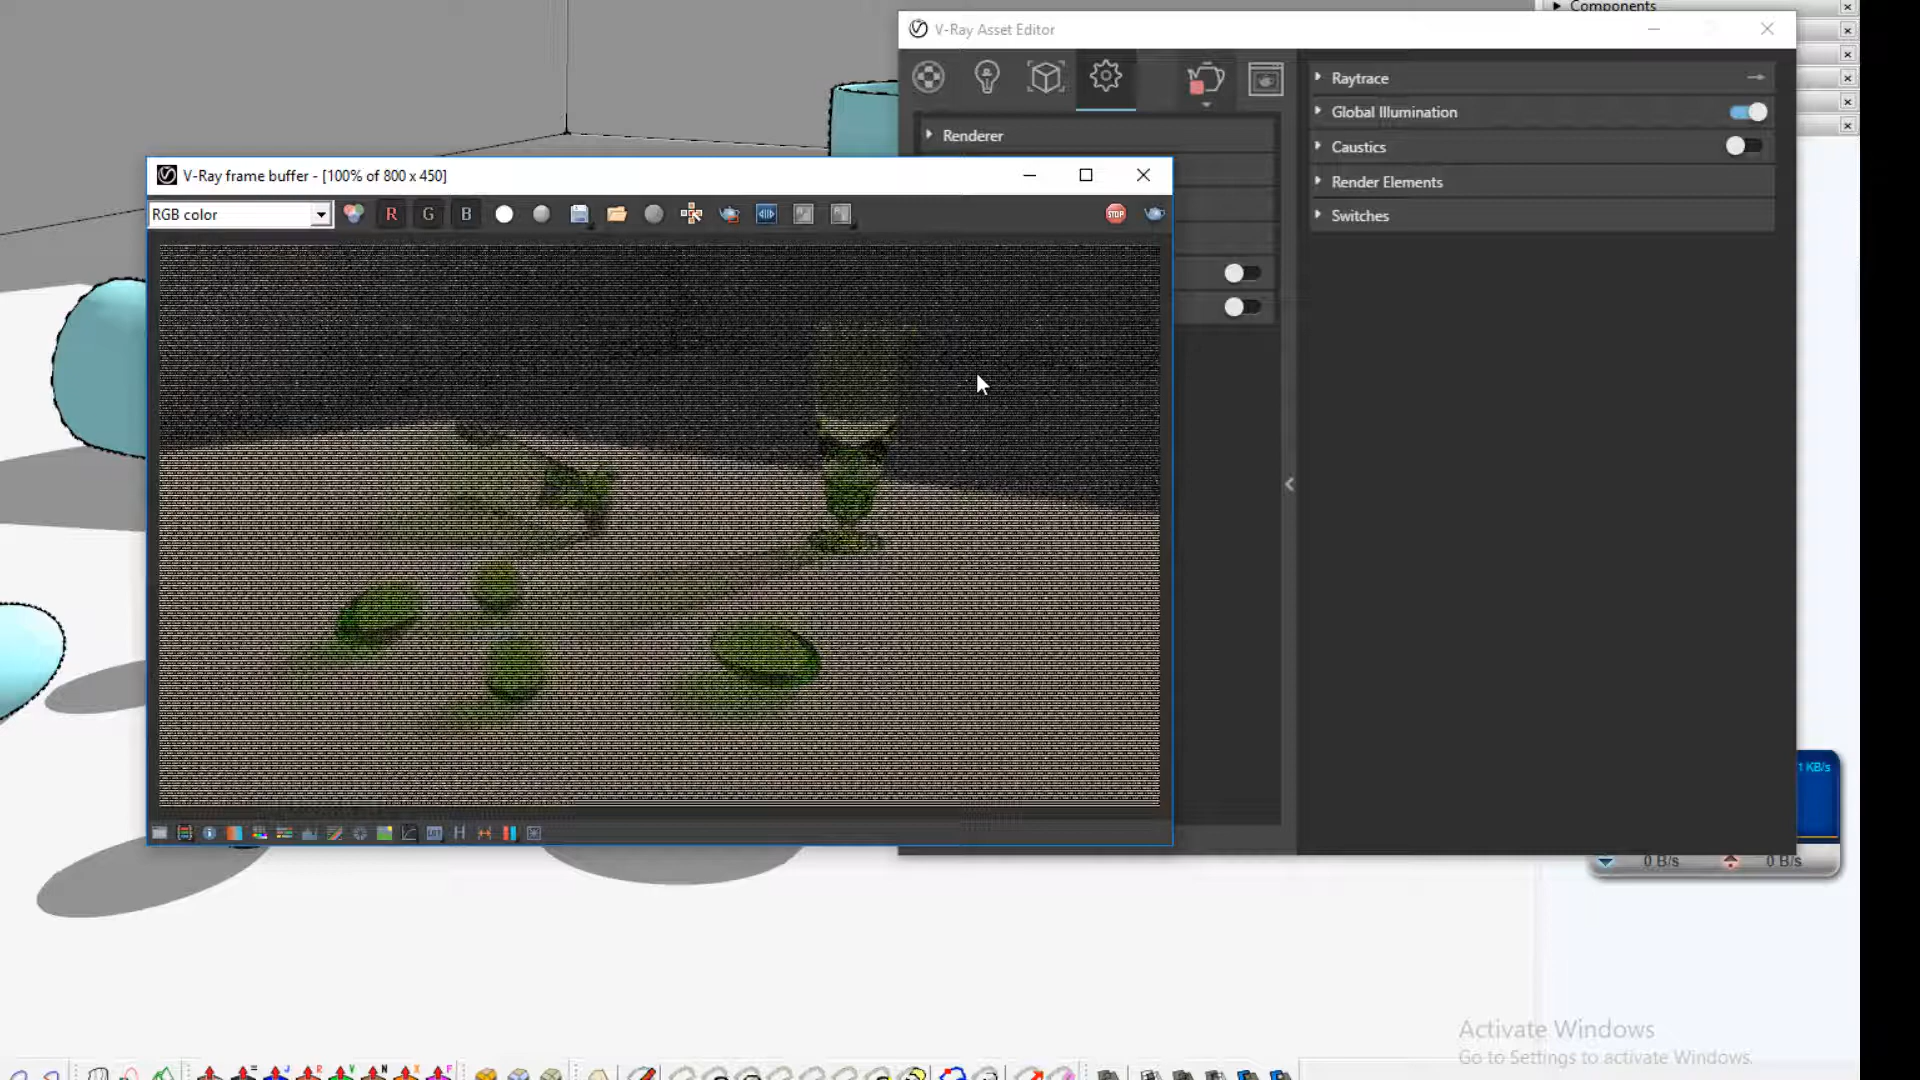 Components
V-Ray Asset Editor
Raytrace
Global Illumination
Renderer
Caustics
V-Ray frame buffer - [100% of 800 x 450]
Render Elements
RGB color
R
G
B
STOP
Switches
1 KB/s
H
0 B/s
0 B/s
Activate Windows
Go to Settings to activate Windows.